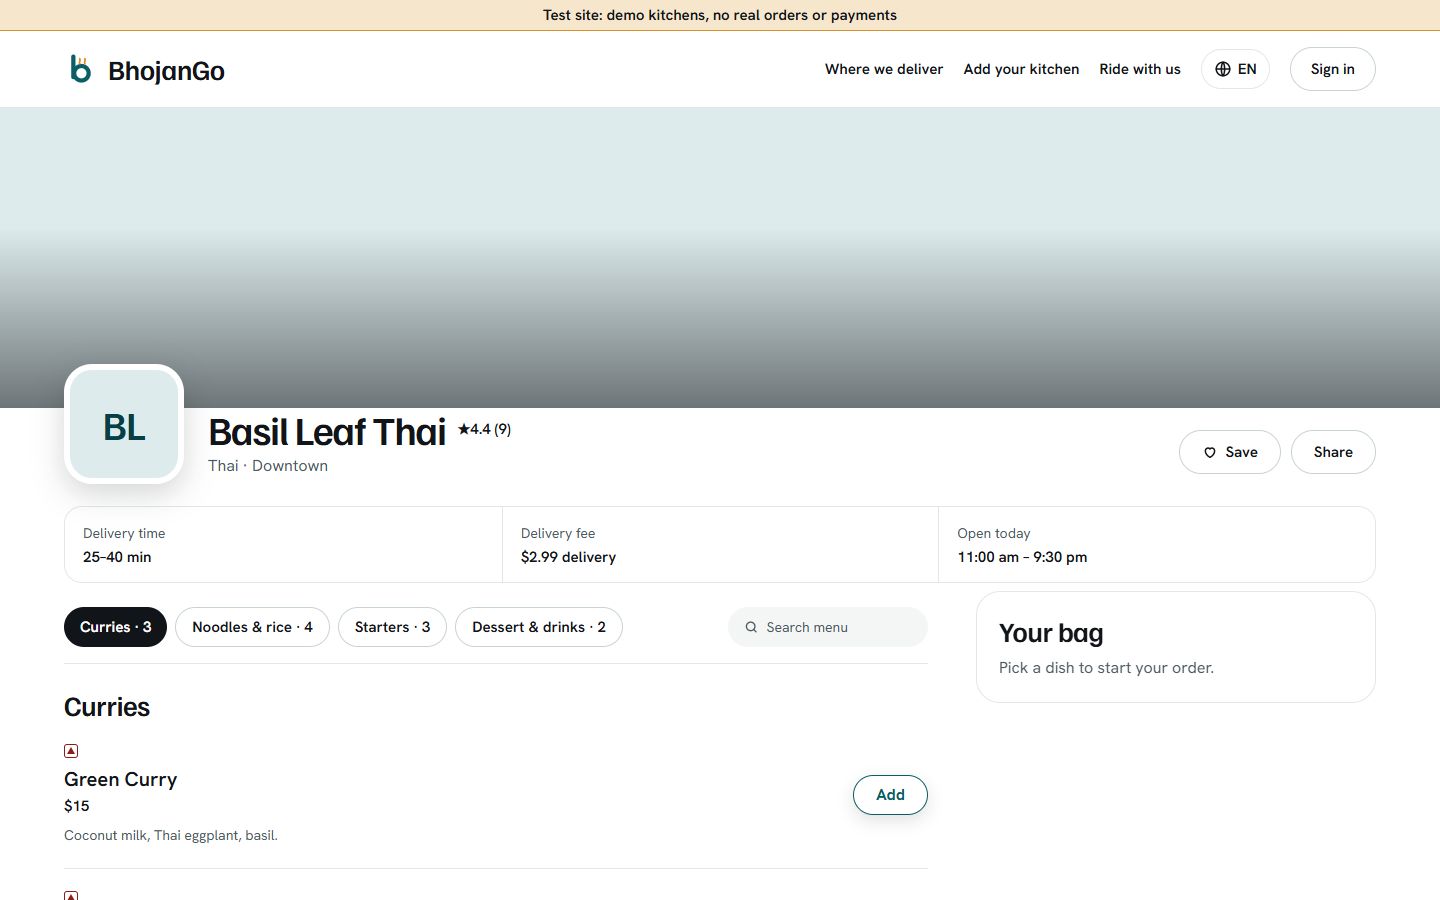 Test site: demo kitchens, no real orders or payments
BhojanGo
Where we deliver
Add your kitchen
Ride with us
EN
Sign in
BL
Basil Leaf Thai ★4.4 (9)
Thai · Downtown
Save
Share
Delivery time
25–40 min
Delivery fee
$2.99 delivery
Open today
11:00 am – 9:30 pm
Curries · 3
Noodles & rice · 4
Starters · 3
Dessert & drinks · 2
Search menu
Your bag
Pick a dish to start your order.
Curries
Green Curry
$15
Coconut milk, Thai eggplant, basil.
Add